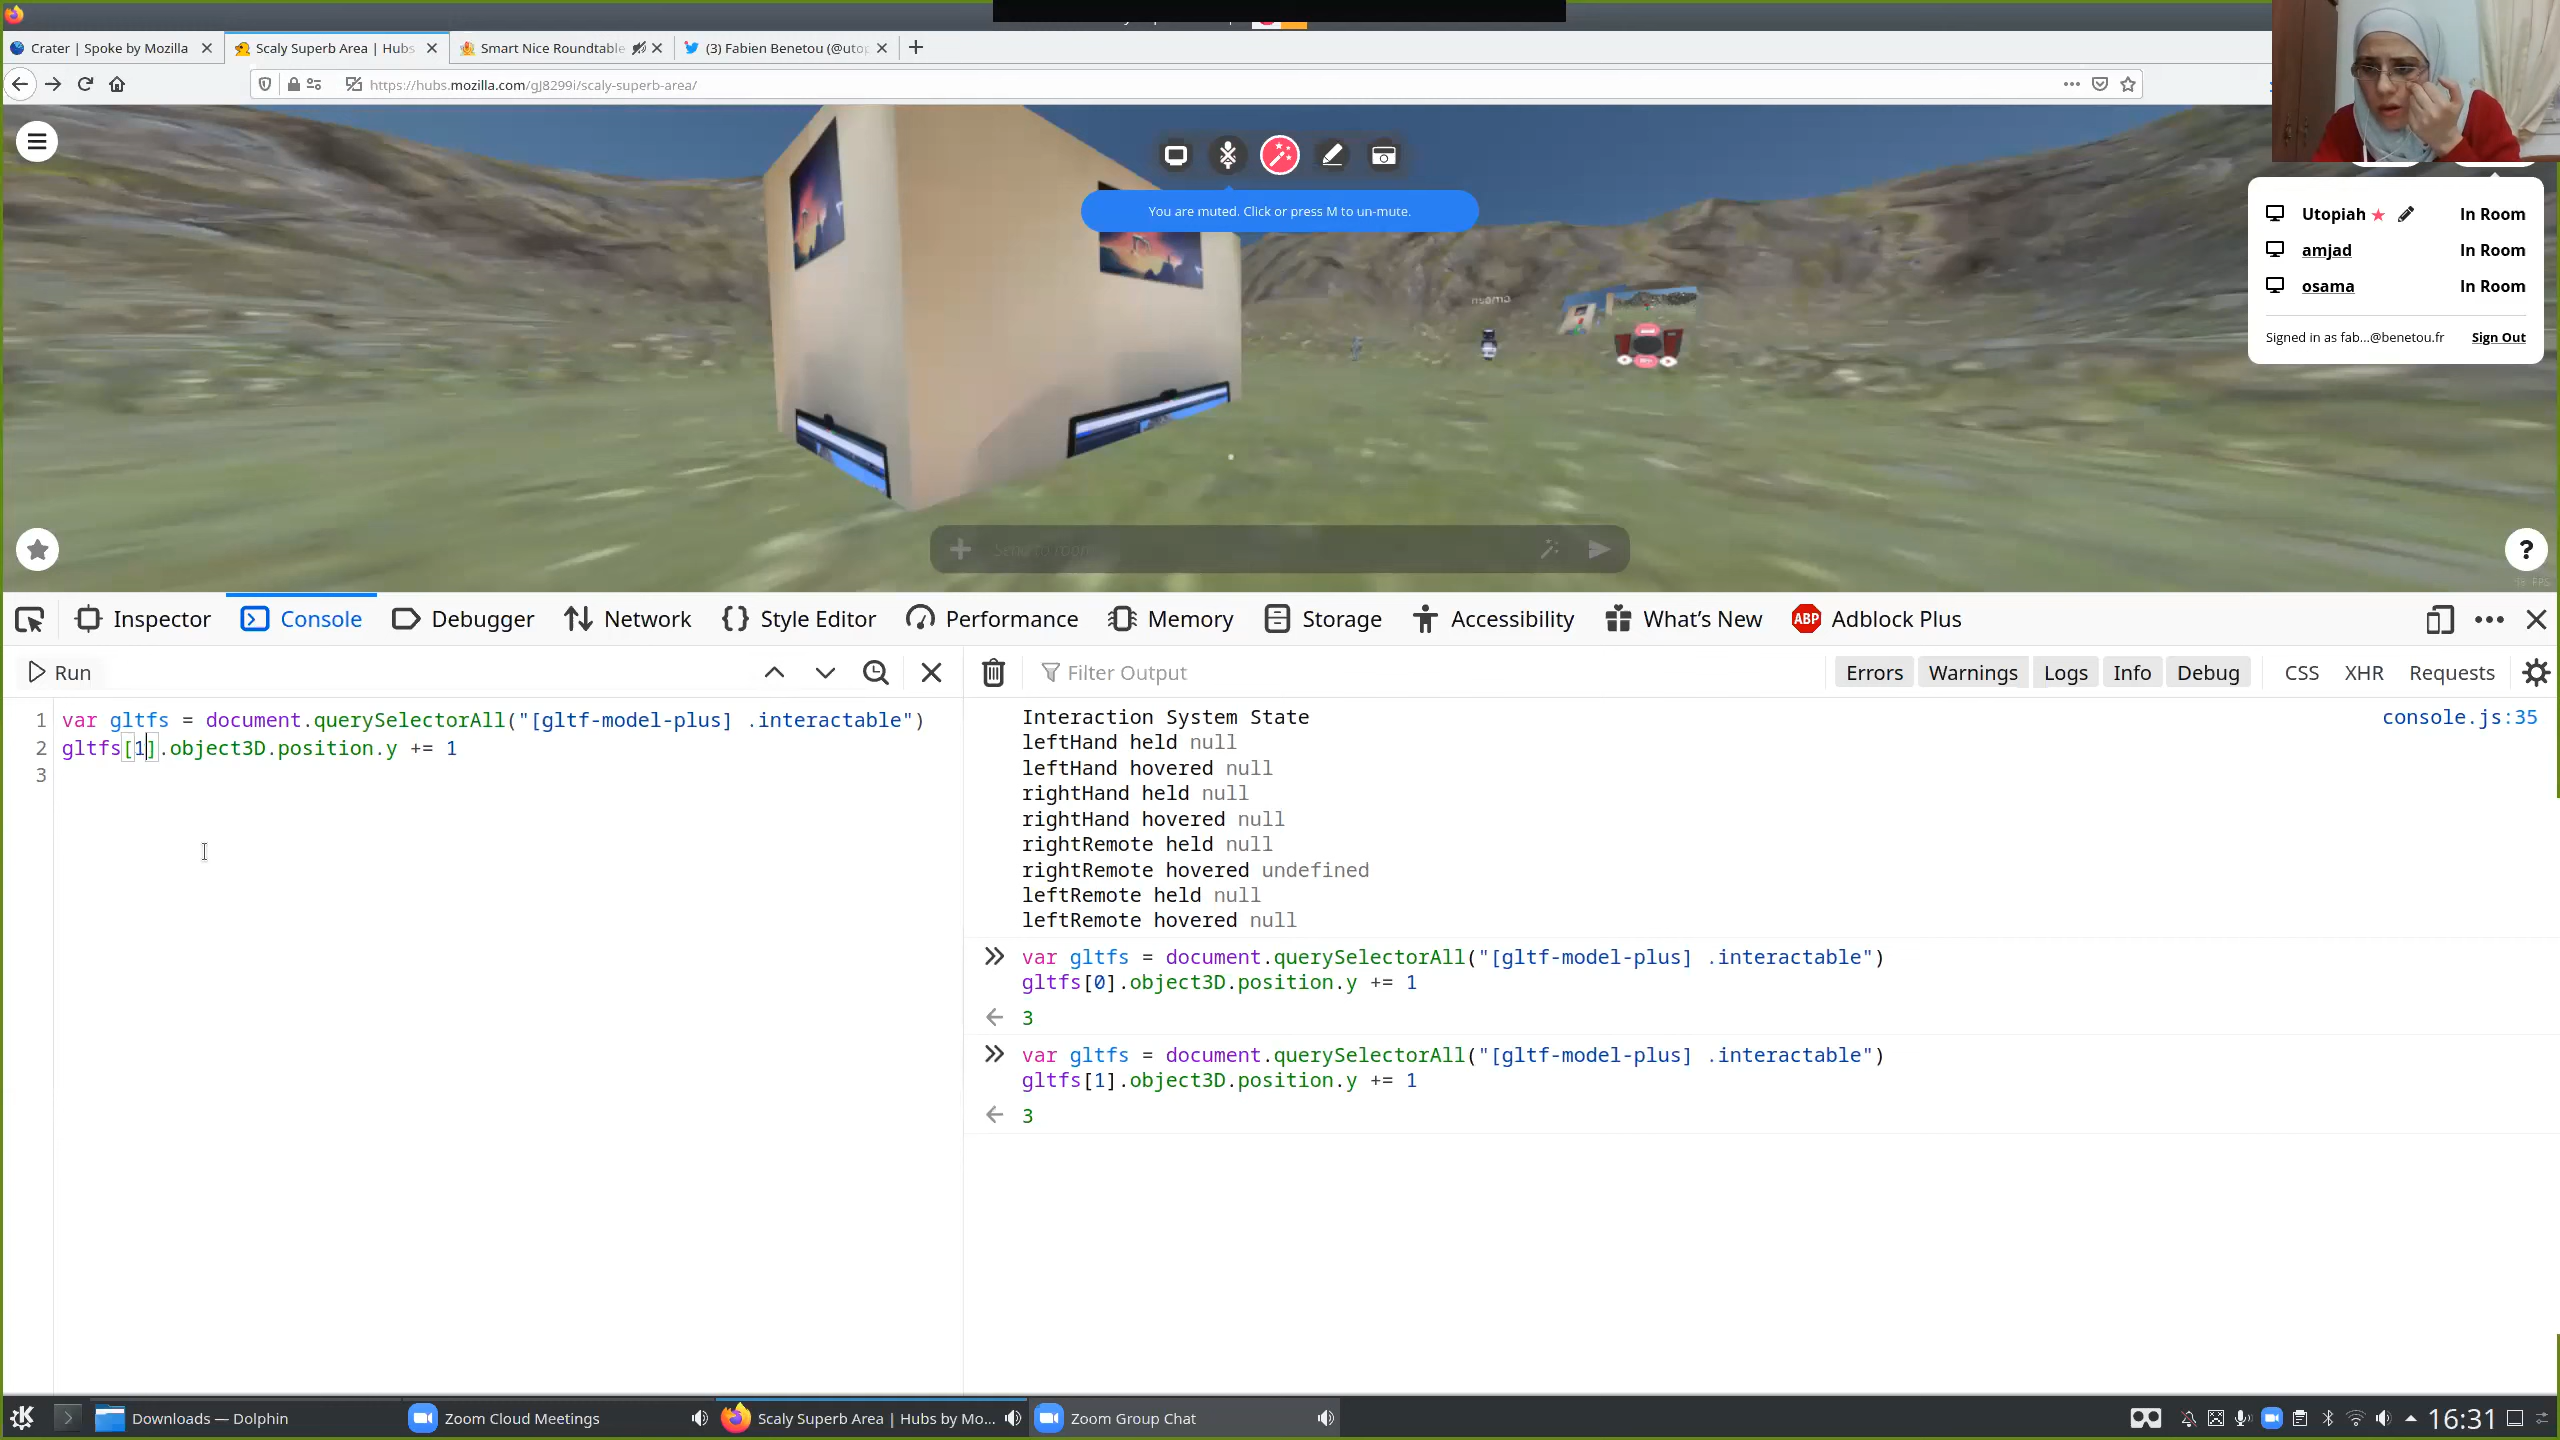 Crater | Spoke by Mozilla
Scaly Superb Area | Hubs
Smart Nice Roundtable
(3) Fabien Benetou (@utop
https://hubs.mozilla.com/gJ8299i/scaly-superb-area/
You are muted. Click or press M to un-mute.
Utopiah In Room
amjad In Room
osama In Room
Signed in as fab...@benetou.fr Sign Out
?
Inspector Console Debugger Network Style Editor Performance Memory Storage Accessibility What's New ABP Adblock Plus
Run
Filter Output
Errors Warnings Logs Info Debug CSS XHR Requests
1 var gltfs = document.querySelectorAll("[gltf-model-plus] .interactable")
2 gltfs[1].object3D.position.y += 1
3
Interaction System State console.js:35
leftHand held null
leftHand hovered null
rightHand held null
rightHand hovered null
rightRemote held null
rightRemote hovered undefined
leftRemote held null
leftRemote hovered null
var gltfs = document.querySelectorAll("[gltf-model-plus] .interactable")
gltfs[0].object3D.position.y += 1
3
var gltfs = document.querySelectorAll("[gltf-model-plus] .interactable")
gltfs[1].object3D.position.y += 1
3
Downloads — Dolphin
Zoom Cloud Meetings
Scaly Superb Area | Hubs by Mo...
Zoom Group Chat
16:31